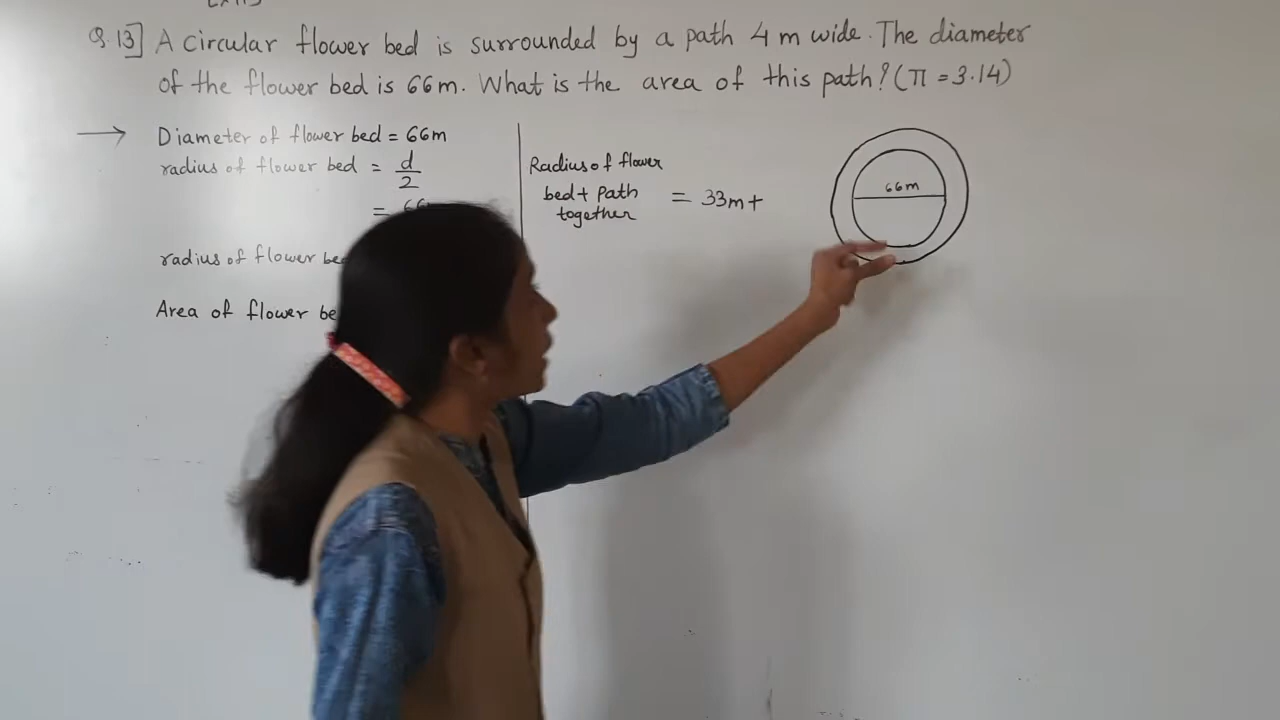 Q.13] A circular flower bed is surrounded by a path 4 m wide. The diameter
of the flower bed is 66m. What is the area of this path? (π = 3.14)
Diameter of flower bed = 66m
radius of flower bed = d/2
=
radius of flower
Area of flower
Radius of flower
bed + path = 33m +
together
66m